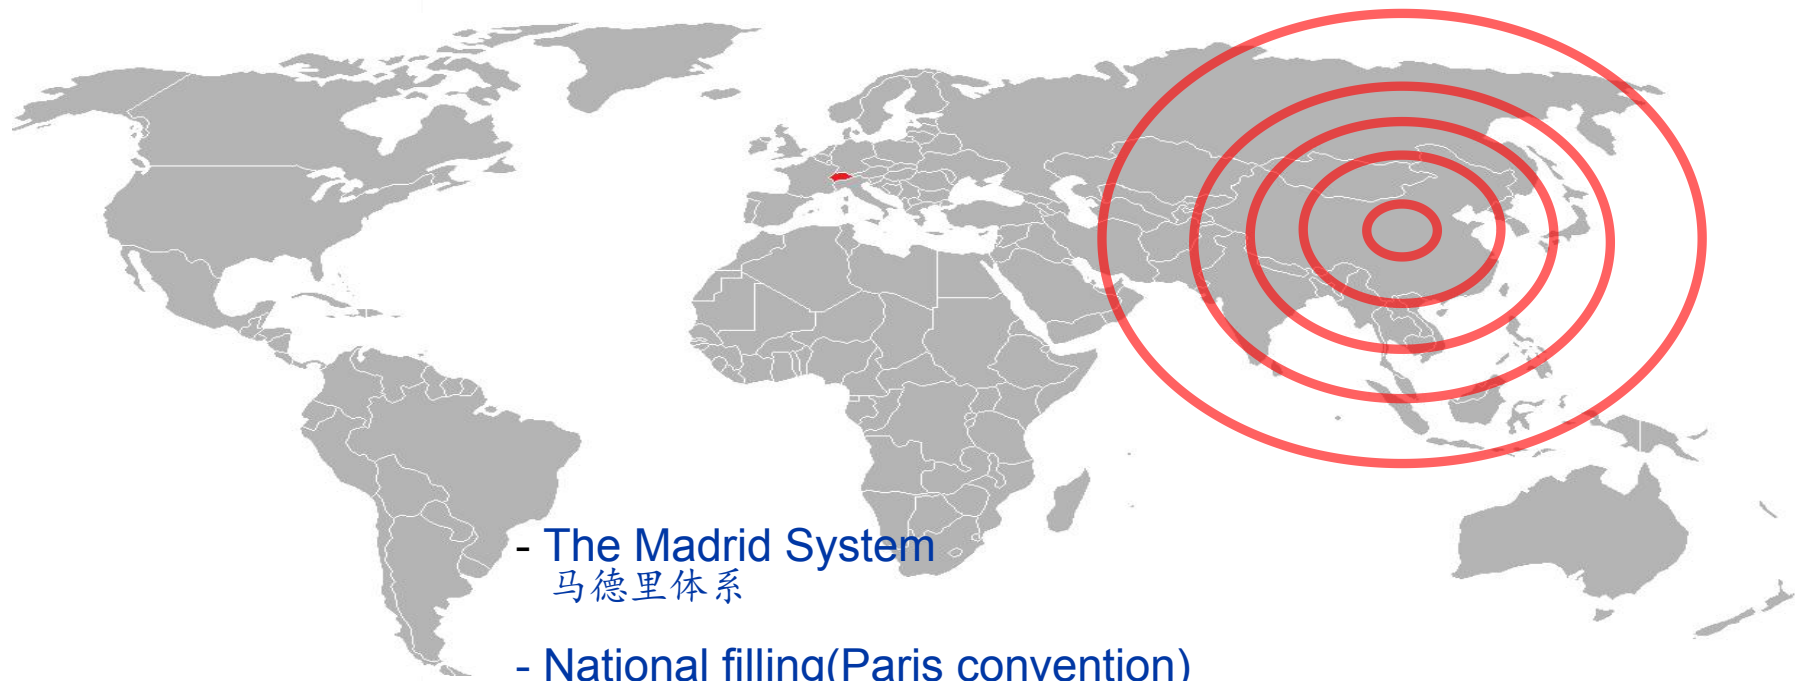 - The Madrid System
马德里体系
- National filling(Paris convention)